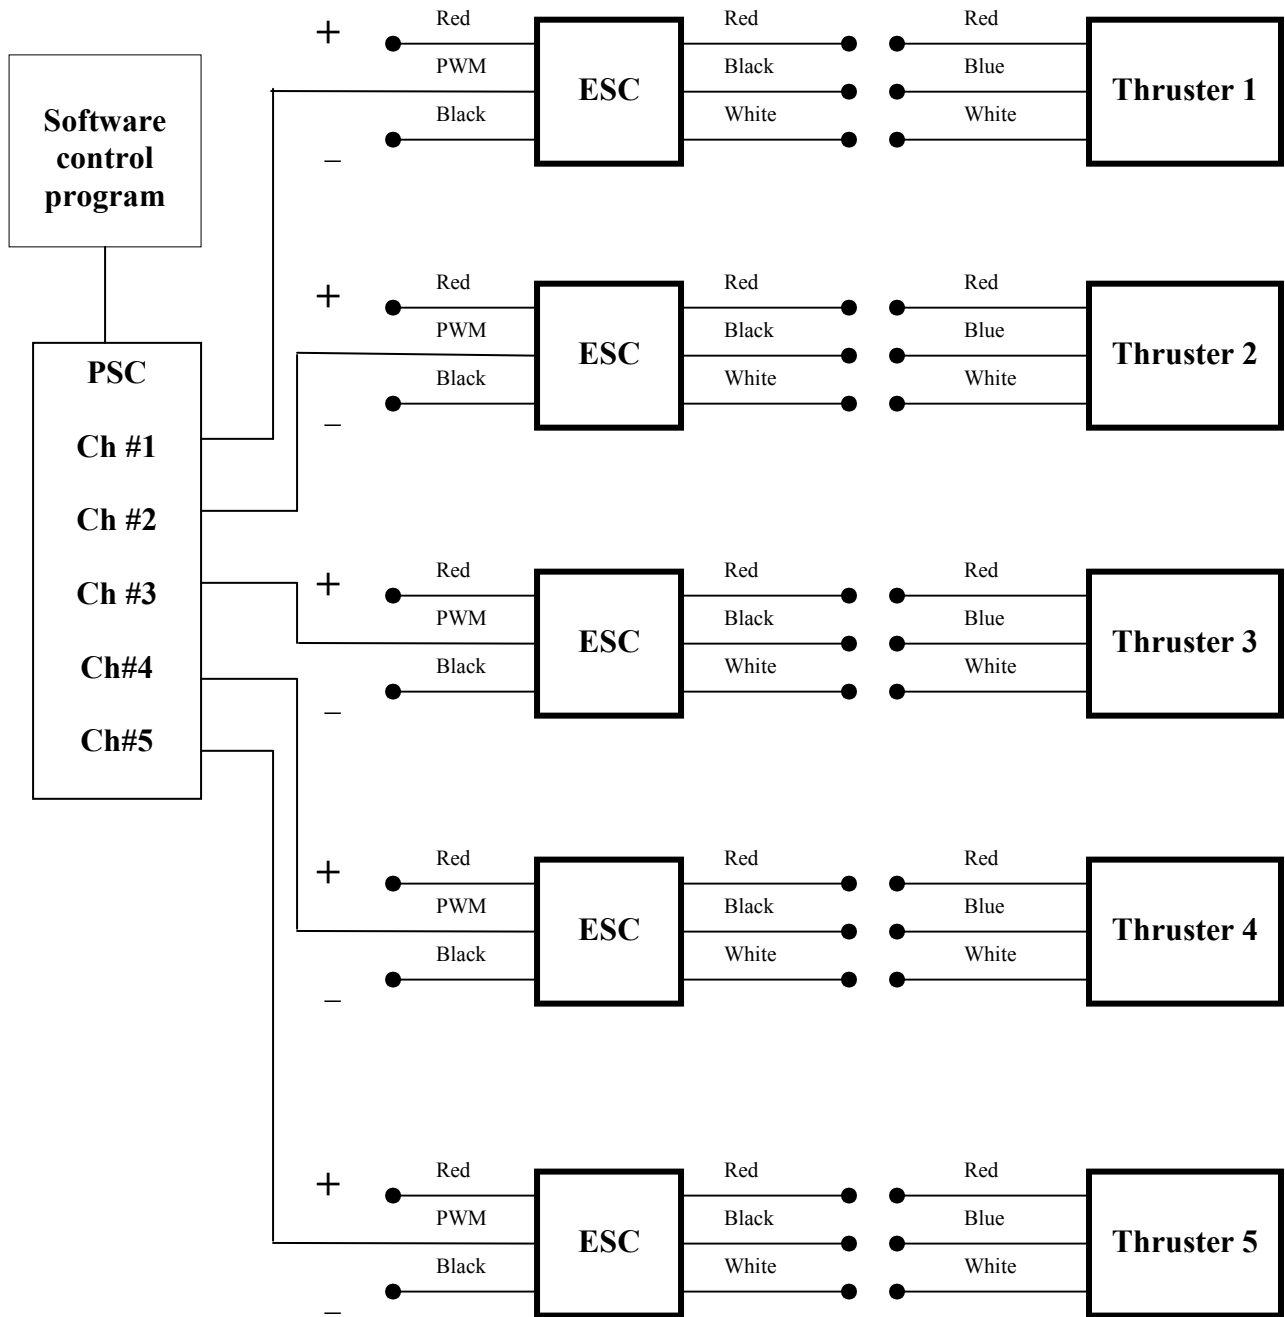 Software
control
program
PSC
Ch #1
Ch #2
Ch #3
Ch#4
Ch#5
+
Red
PWM
Black
–
ESC
Red
Black
White
Red
Blue
White
Thruster 1
+
Red
PWM
Black
–
ESC
Red
Black
White
Red
Blue
White
Thruster 2
+
Red
PWM
Black
–
ESC
Red
Black
White
Red
Blue
White
Thruster 3
+
Red
PWM
Black
–
ESC
Red
Black
White
Red
Blue
White
Thruster 4
+
Red
PWM
Black
–
ESC
Red
Black
White
Red
Blue
White
Thruster 5